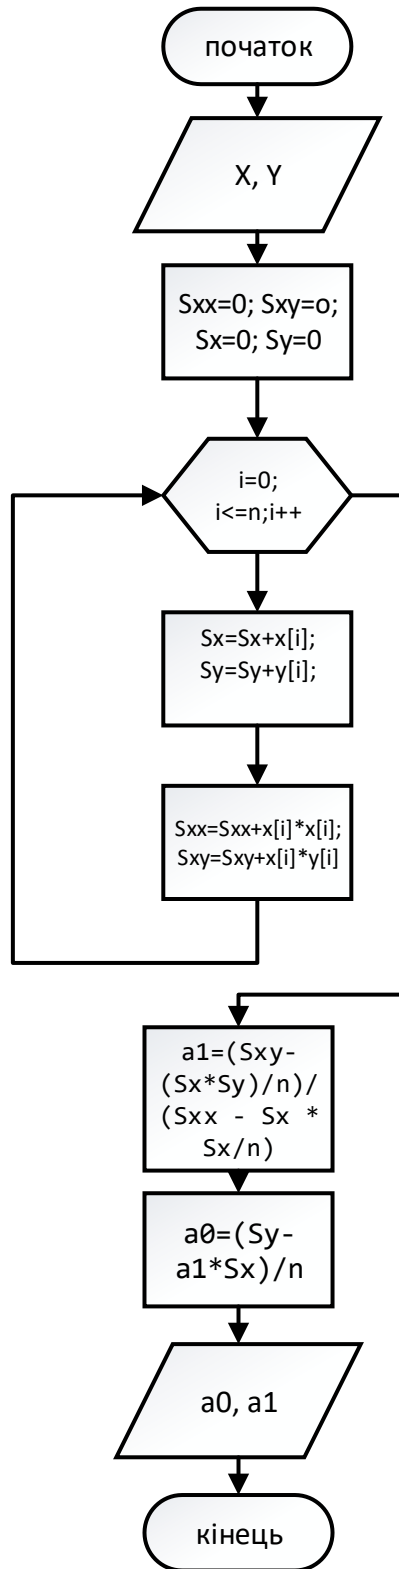 початок
X, Y
Sxx=0; Sxy=o;
Sx=0; Sy=0
i=0;
i<=n;i++
Sx=Sx+x[i];
Sy=Sy+y[i];
Sxx=Sxx+x[i]*x[i];
Sxy=Sxy+x[i]*y[i]
a1=(Sxy-
(Sx*Sy)/n)/
(Sxx - Sx *
Sx/n)
a0=(Sy-
a1*Sx)/n
a0, a1
кінець